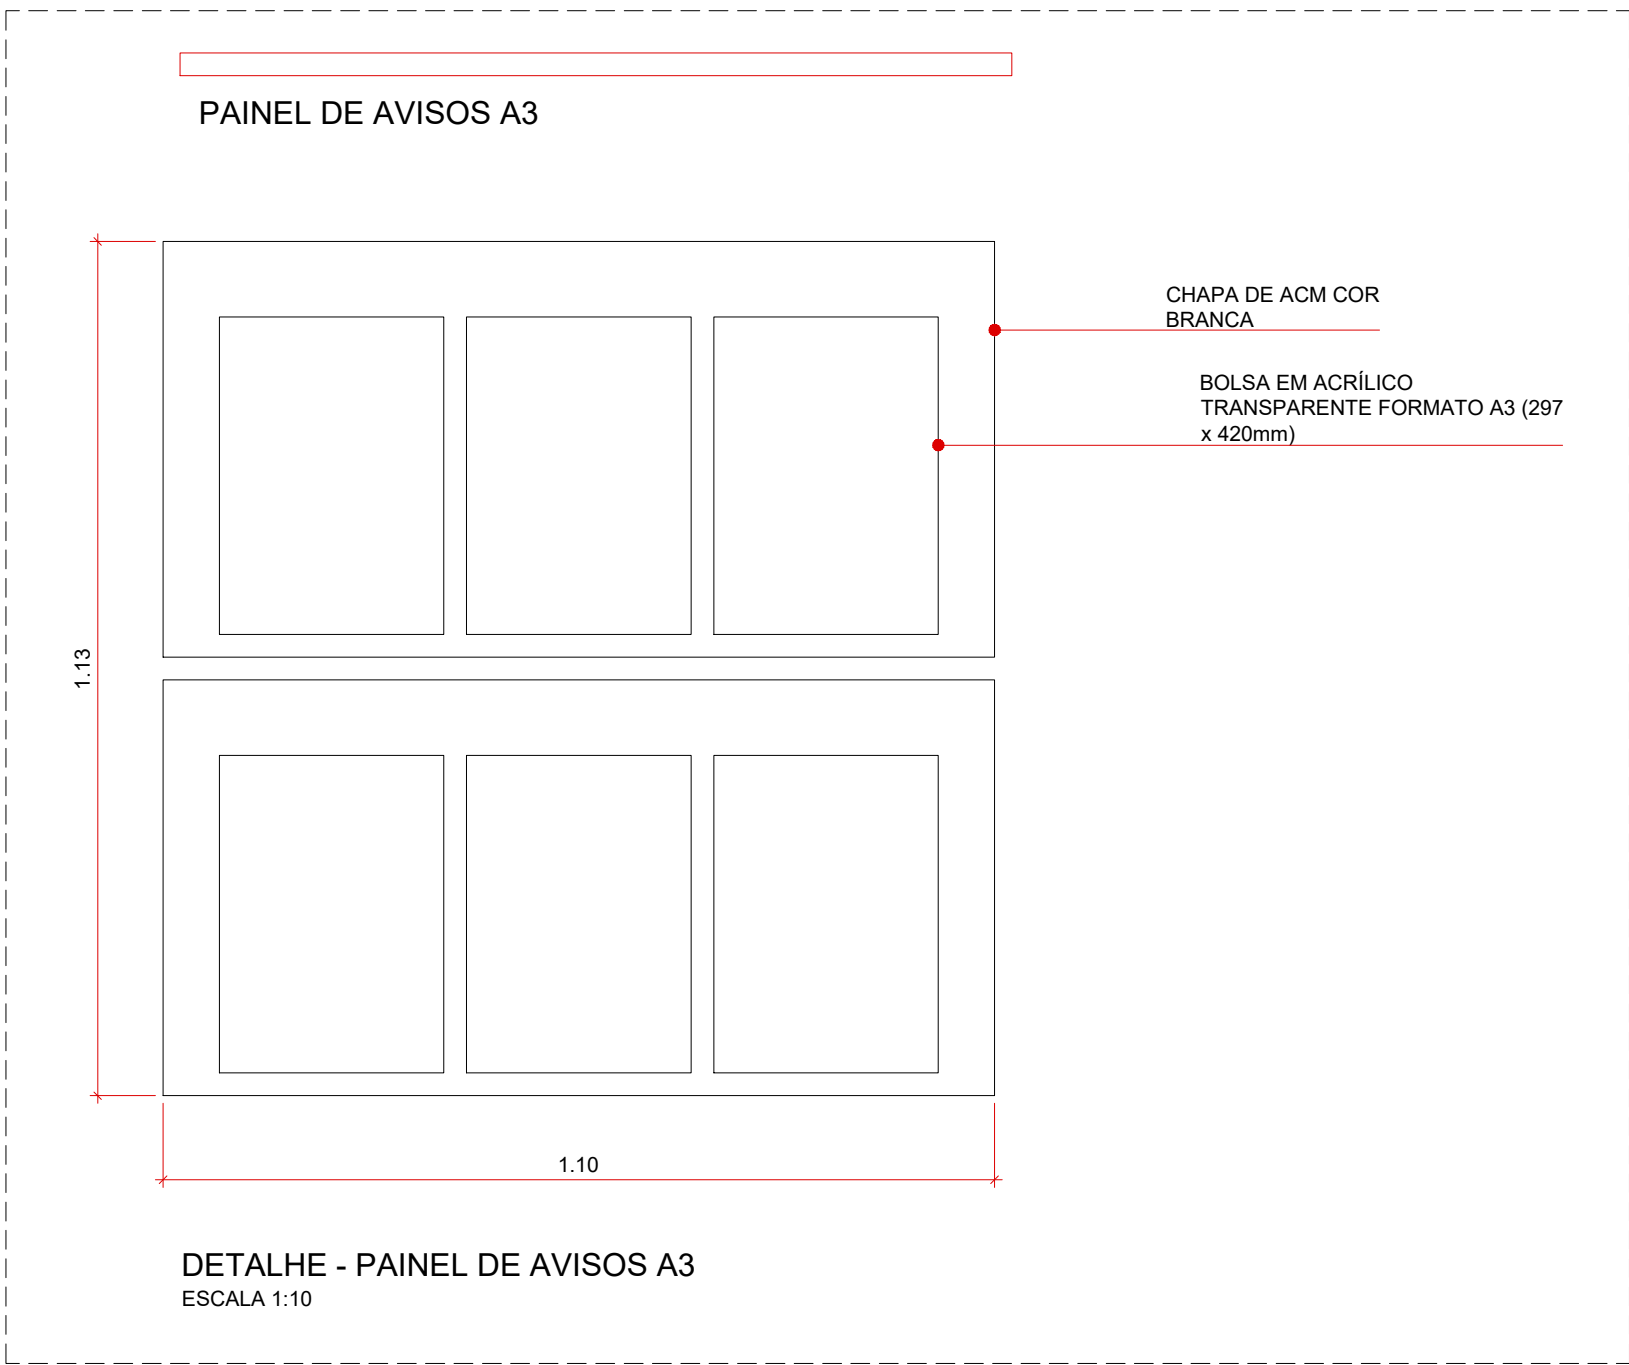 PAINEL DE AVISOS A3
CHAPA DE ACM COR
BRANCA
BOLSA EM ACRÍLICO
TRANSPARENTE FORMATO A3 (297
x 420mm)
1.13
1.10
DETALHE - PAINEL DE AVISOS A3
ESCALA 1:10